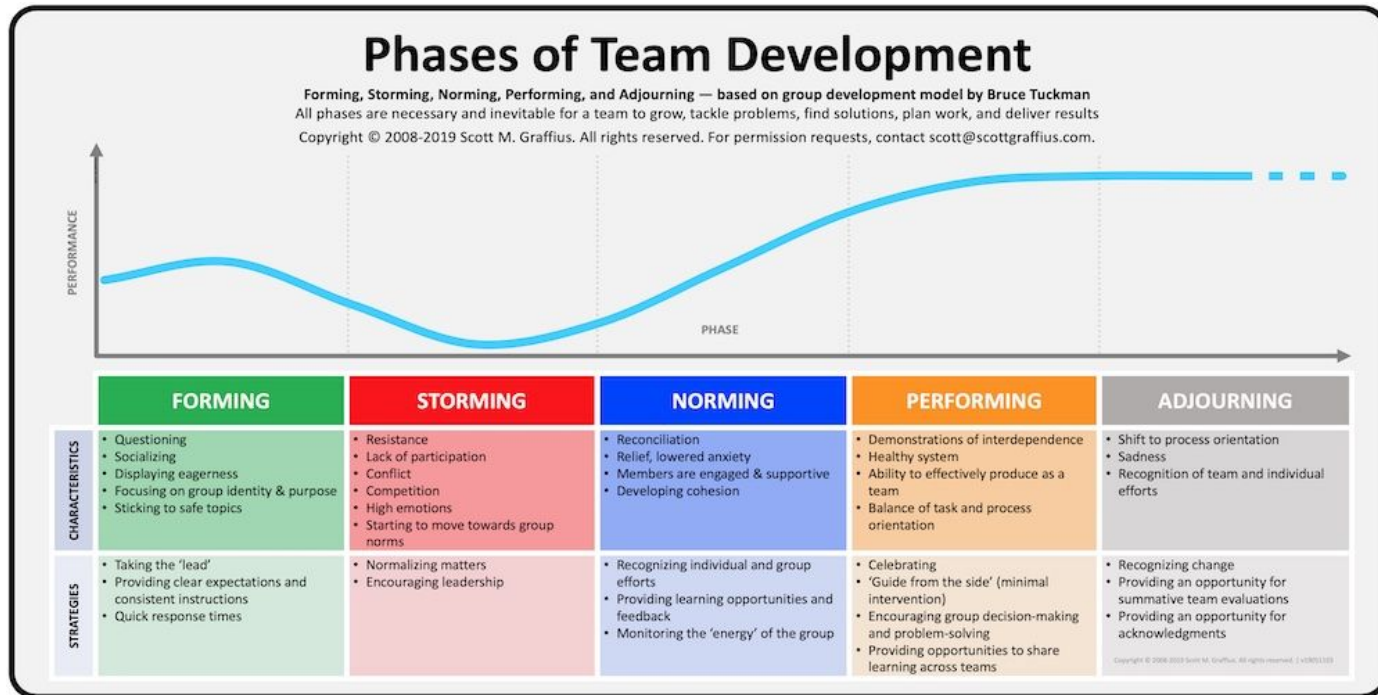 Phases of Team Development
Forming, Storming, Norming, Performing, and Adjourning — based on group development model by Bruce Tuckman
All phases are necessary and inevitable for a team to grow, tackle problems, find solutions, plan work, and deliver results
Copyright © 2008-2019 Scott M. Graffius. All rights reserved. For permission requests, contact scott@scottgraffius.com.
PERFORMANCE
PHASE
FORMING
STORMING
NORMING
PERFORMING
ADJOURNING
CHARACTERISTICS
• Questioning
• Socializing
• Displaying eagerness
• Focusing on group identity & purpose
• Sticking to safe topics
• Resistance
• Lack of participation
• Conflict
• Competition
• High emotions
• Starting to move towards group
norms
• Reconciliation
• Relief, lowered anxiety
• Members are engaged & supportive
• Developing cohesion
• Demonstrations of interdependence
• Healthy system
• Ability to effectively produce as a
team
• Balance of task and process
orientation
• Shift to process orientation
• Sadness
• Recognition of team and individual
efforts
STRATEGIES
• Taking the ‘lead’
• Providing clear expectations and
consistent instructions
• Quick response times
• Normalizing matters
• Encouraging leadership
• Recognizing individual and group
efforts
• Providing learning opportunities and
feedback
• Monitoring the ‘energy’ of the group
• Celebrating
• ‘Guide from the side’ (minimal
intervention)
• Encouraging group decision-making
and problem-solving
• Providing opportunities to share
learning across teams
• Recognizing change
• Providing an opportunity for
summative team evaluations
• Providing an opportunity for
acknowledgments
Copyright © 2008-2019 Scott M. Graffius. All rights reserved. |